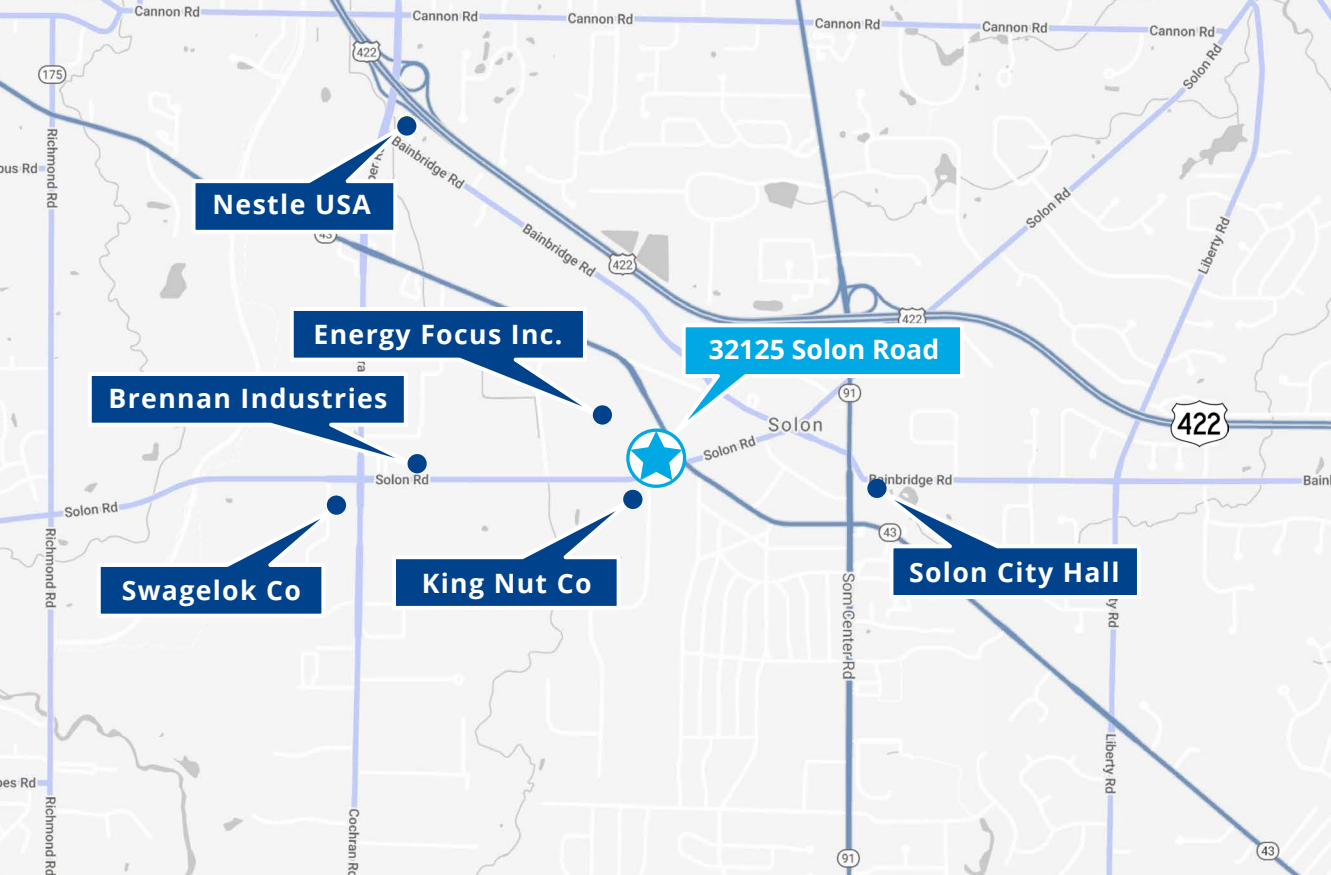 Cannon Rd
Cannon Rd
Cannon Rd
Cannon Rd
Cannon Rd
Cannon Rd
422
175
Solon Rd
Bainbridge Rd
Richmond Rd
Nestle USA
Solon Rd
43
Bainbridge Rd
422
Liberty Rd
422
Energy Focus Inc.
32125 Solon Road
Brennan Industries
91
422
Solon
Solon Rd
Solon Rd
Bainbridge Rd
Solon Rd
43
Richmond Rd
Swagelok Co
King Nut Co
Solon City Hall
Som Center Rd
Liberty Rd
Richmond Rd
Cochran Rd
91
43